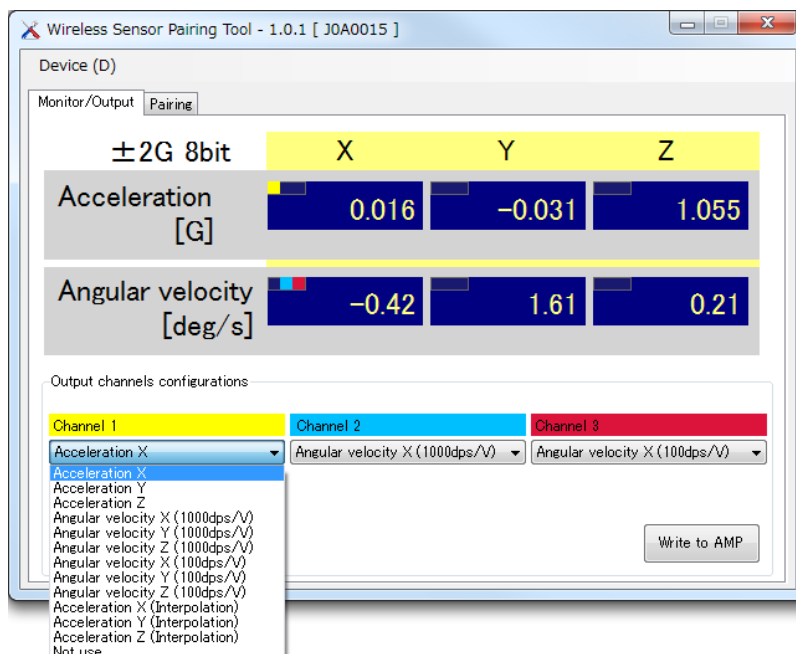 Wireless Sensor Pairing Tool - 1.0.1 [ J0A0015 ]
Device (D)
Monitor/Output Pairing
±2G 8bit X Y Z
Acceleration
[G]
0.016 -0.031 1.055
Angular velocity
[deg/s]
-0.42 1.61 0.21
Output channels configurations
Channel 1 Channel 2 Channel 3
Acceleration X Angular velocity X (1000dps/V) Angular velocity X (100dps/V)
Acceleration X
Acceleration Y
Acceleration Z
Angular velocity X (1000dps/V)
Angular velocity Y (1000dps/V)
Angular velocity Z (1000dps/V)
Angular velocity X (100dps/V)
Angular velocity Y (100dps/V)
Angular velocity Z (100dps/V)
Acceleration X (Interpolation)
Acceleration Y (Interpolation)
Acceleration Z (Interpolation)
Not use
Write to AMP